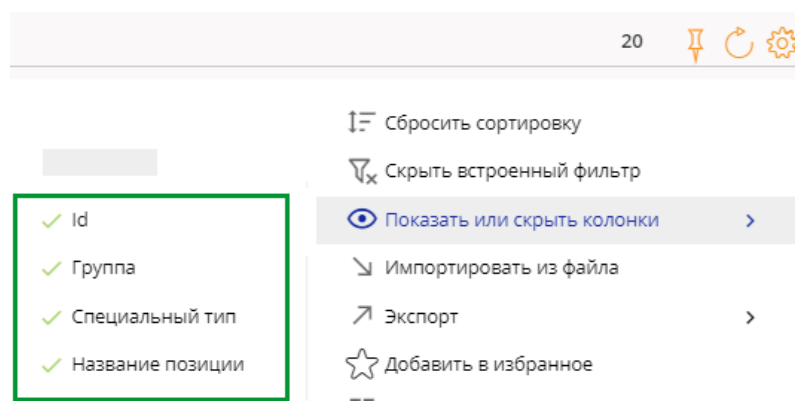 20
Сбросить сортировку
Скрыть встроенный фильтр
Id
Показать или скрыть колонки
Группа
Импортировать из файла
Специальный тип
Экспорт
Название позиции
Добавить в избранное